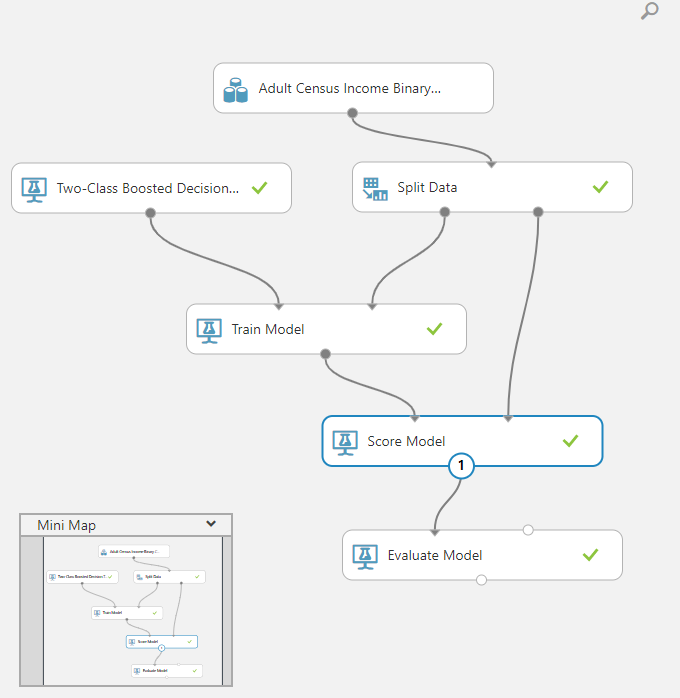 Adult Census Income Binary...
Two-Class Boosted Decision...
Split Data
Train Model
Score Model
1
Evaluate Model
Mini Map
Adult Census Income Binary C...
Two-Class Boosted Decision T...
Split Data
Train Model
Score Model
1
Evaluate Model